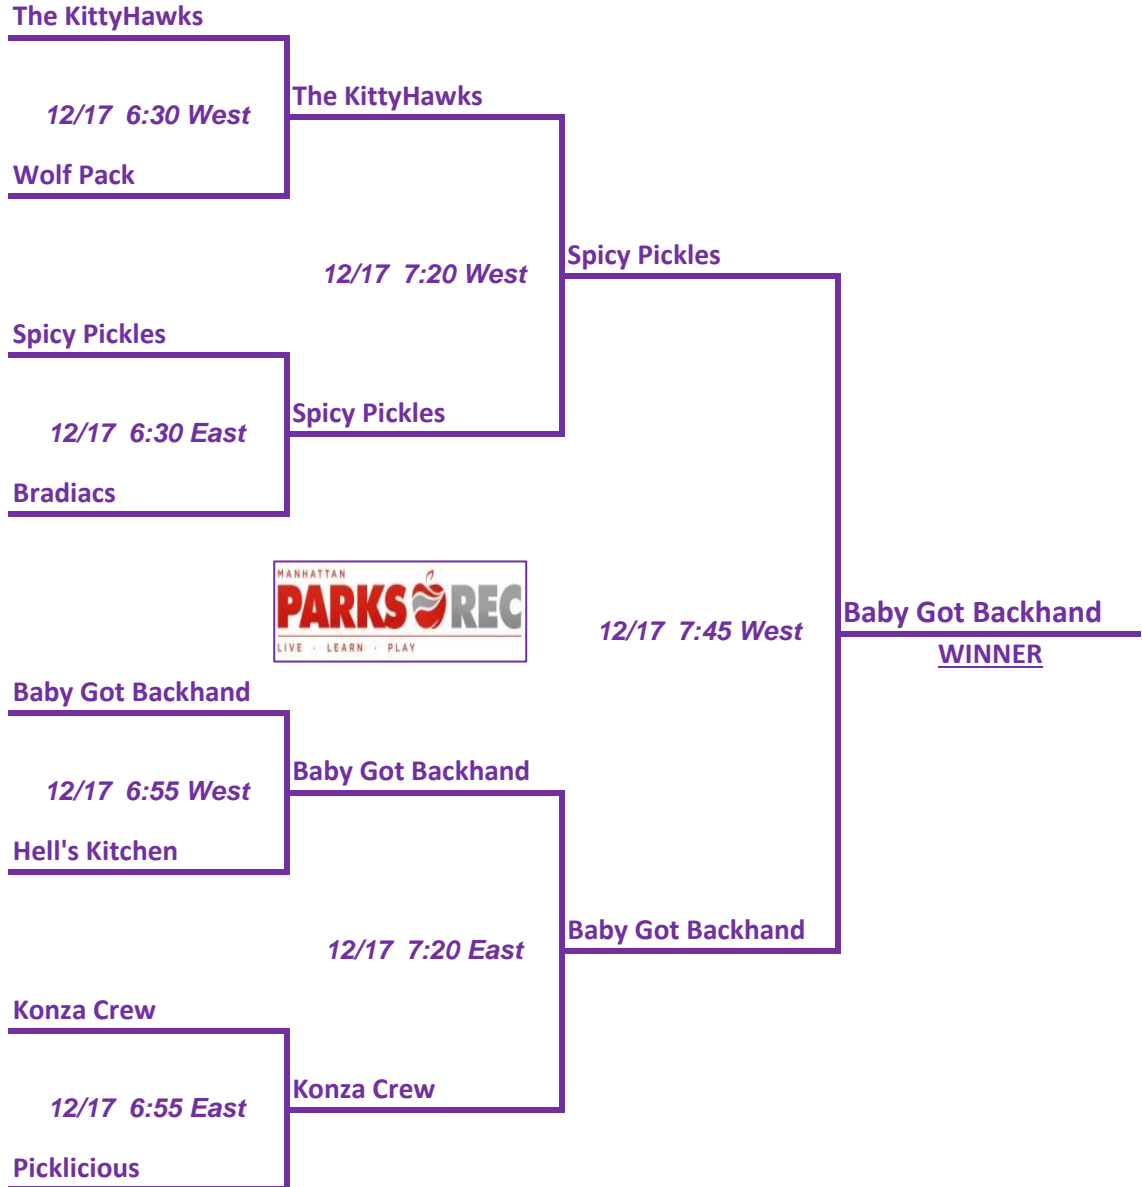 The KittyHawks
12/17 6:30 West
The KittyHawks
Wolf Pack
12/17 7:20 West
Spicy Pickles
Spicy Pickles
12/17 6:30 East
Spicy Pickles
Bradiacs
MANHATTAN
PARKS REC
LIVE · LEARN · PLAY
12/17 7:45 West
Baby Got Backhand
WINNER
Baby Got Backhand
12/17 6:55 West
Baby Got Backhand
Hell's Kitchen
12/17 7:20 East
Baby Got Backhand
Konza Crew
12/17 6:55 East
Konza Crew
Picklicious